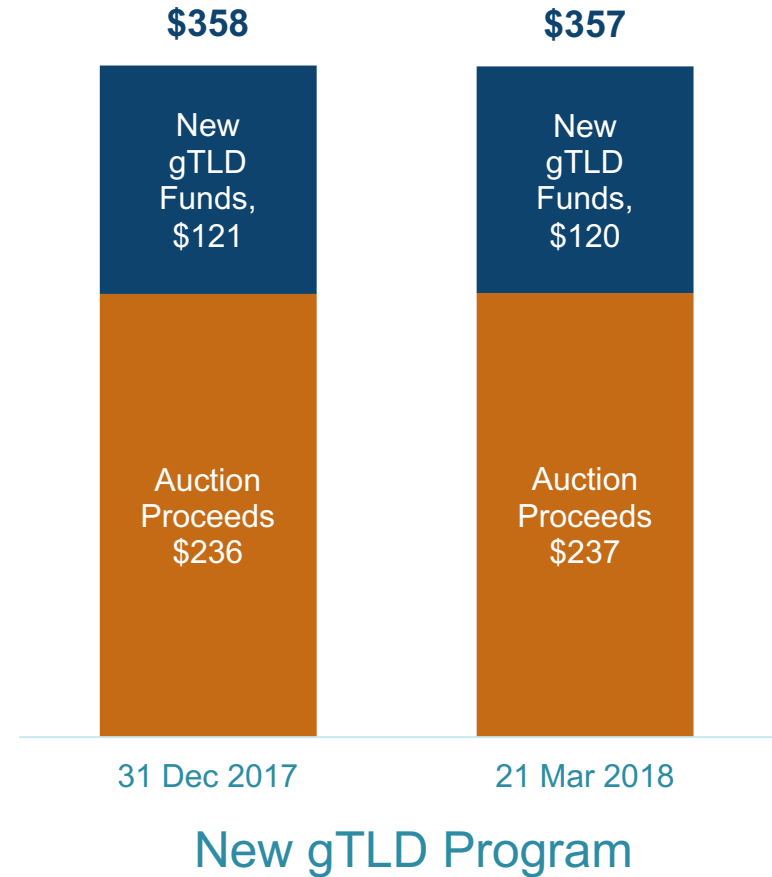 $358
New
gTLD
Funds,
$121
Auction
Proceeds
$236
31 Dec 2017
$357
New
gTLD
Funds,
$120
Auction
Proceeds
$237
21 Mar 2018
New gTLD Program